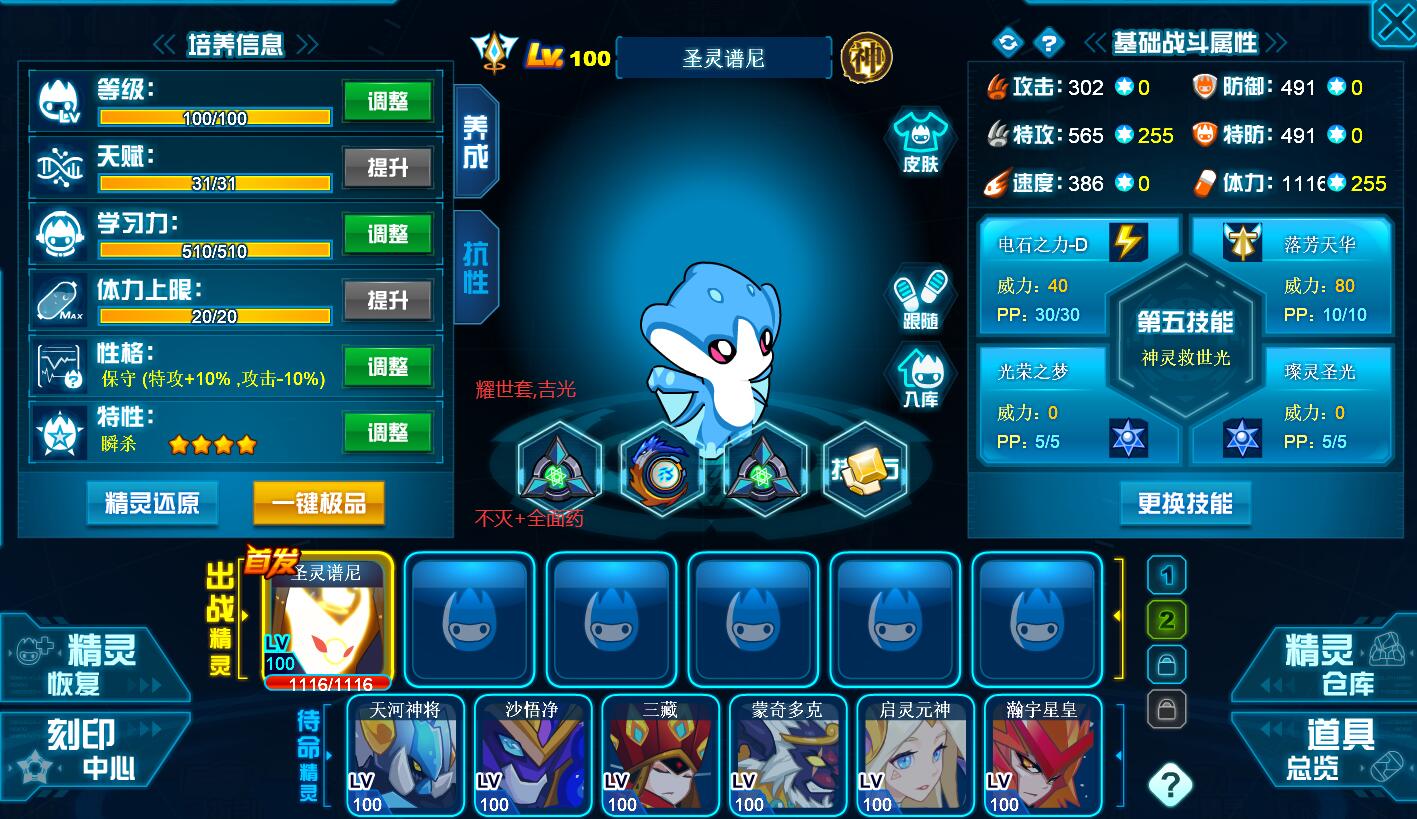 培养信息
等级：
100/100
调整
天赋：
31/31
提升
学习力：
510/510
调整
体力上限：
20/20
提升
MAX
性格：
保守 (特攻+10% ,攻击-10%)
调整
特性：
瞬杀
调整
精灵还原
一键极品
养成
抗性
Lv. 100
圣灵谱尼
神
皮肤
跟随
入库
耀世套,吉光
不灭+全面药
?
基础战斗属性
攻击: 302 0
防御: 491 0
特攻: 565 255
特防: 491 0
速度: 386 0
体力: 1116 255
电石之力-D
威力: 40
PP: 30/30
落芳天华
威力: 80
PP: 10/10
第五技能
神灵救世光
光荣之梦
威力: 0
PP: 5/5
璨灵圣光
威力: 0
PP: 5/5
更换技能
出战精灵
首发
圣灵谱尼
LV
100
1116/1116
1
2
精灵恢复
刻印中心
待命精灵
天河神将
LV
100
沙悟净
LV
100
三藏
LV
100
蒙奇多克
LV
100
启灵元神
LV
100
瀚宇星皇
LV
100
?
精灵仓库
道具总览